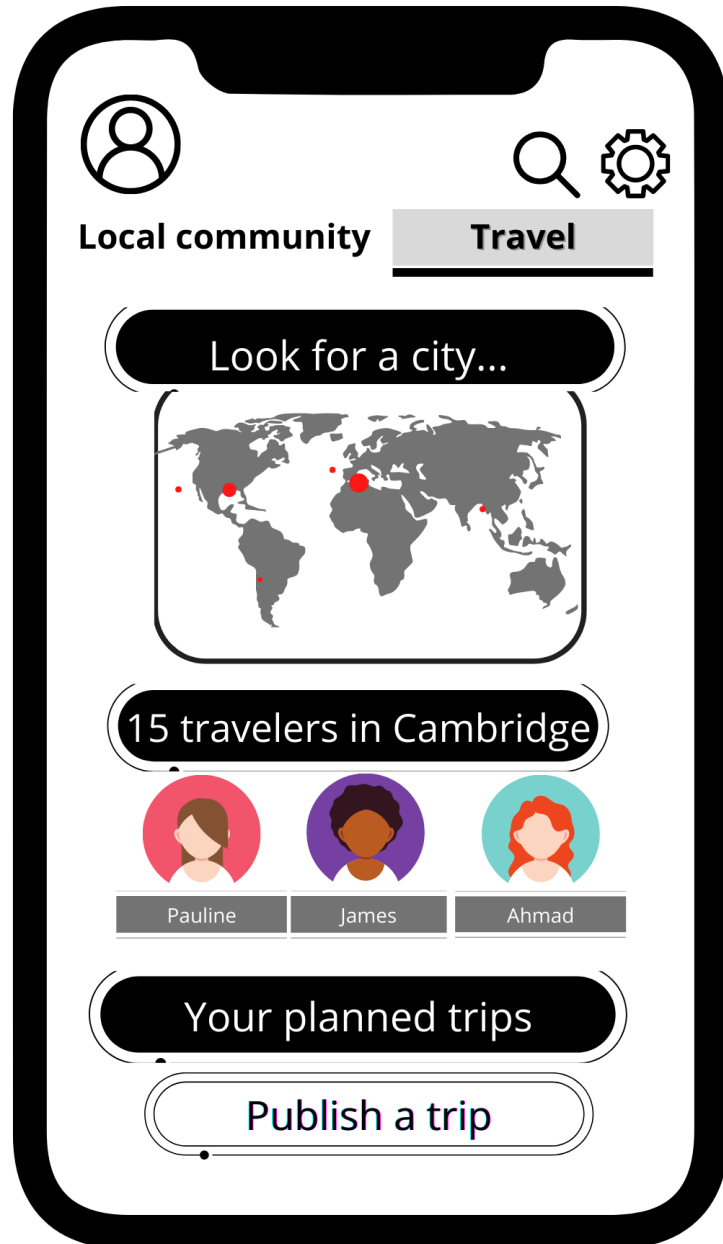 Local community
Travel
Look for a city...
15 travelers in Cambridge
Pauline
James
Ahmad
Your planned trips
Publish a trip